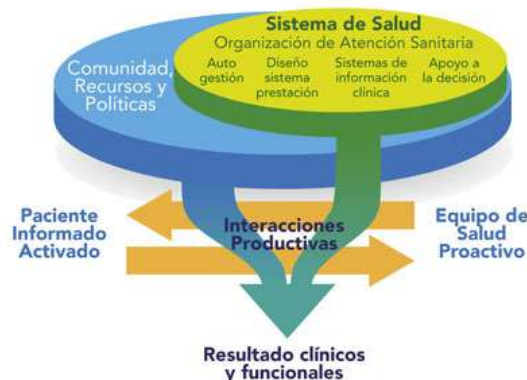 Sistema de Salud
Organización de Atención Sanitaria
Auto gestión
Diseño sistema prestación
Sistemas de información clínica
Apoyo a la decisión
Comunidad,
Recursos y
Políticas
Paciente
Informado
Activado
Interacciones
Productivas
Equipo de
Salud
Proactivo
Resultado clínicos
y funcionales